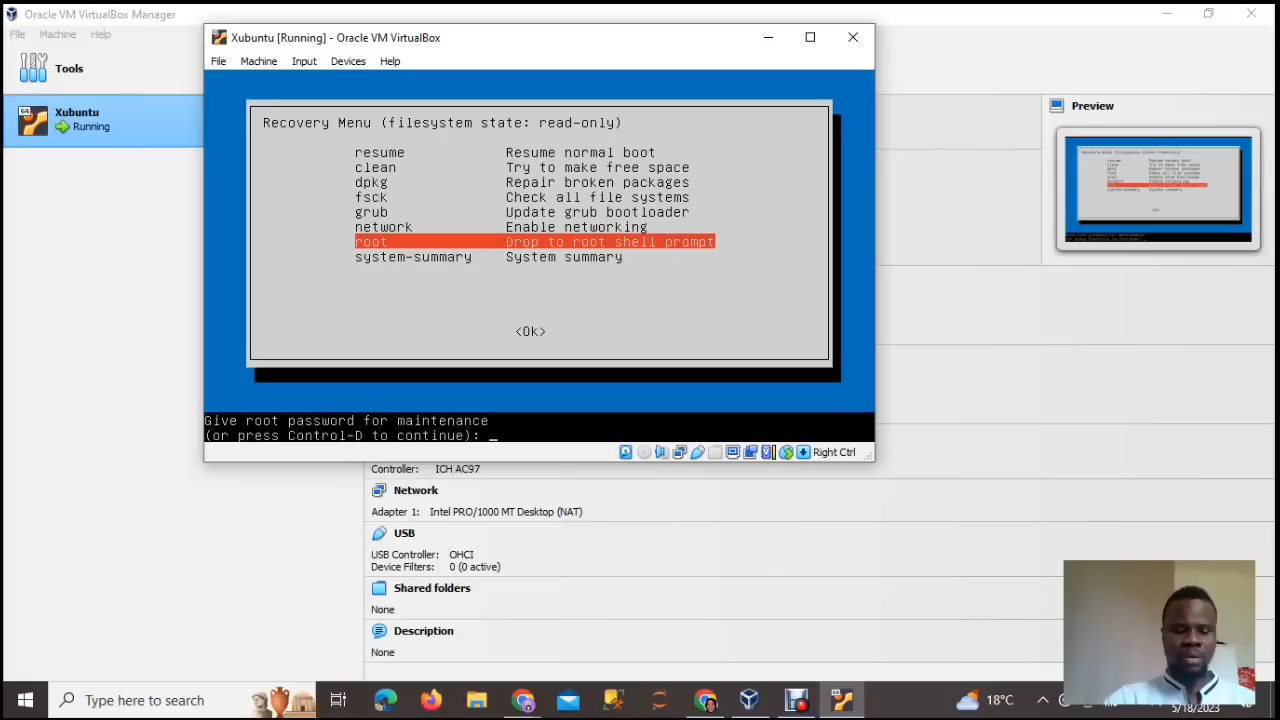 Oracle VM VirtualBox Manager
File Machine Help
Tools
64
Xubuntu
Running
Xubuntu [Running] - Oracle VM VirtualBox
File Machine Input Devices Help
Recovery Menu (filesystem state: read-only)
resume Resume normal boot
clean Try to make free space
dpkg Repair broken packages
fsck Check all file systems
grub Update grub bootloader
network Enable networking
root Drop to root shell prompt
system-summary System summary
<Ok>
Give root password for maintenance
(or press Control-D to continue): _
Right Ctrl
Preview
Controller: ICH AC97
Network
Adapter 1: Intel PRO/1000 MT Desktop (NAT)
USB
USB Controller: OHCI
Device Filters: 0 (0 active)
Shared folders
None
Description
None
Type here to search
18°C
5/18/2023